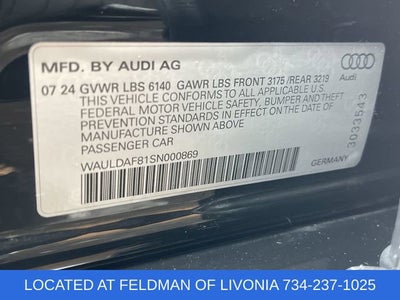 MFD. BY AUDI AG
07 24 GVWR LBS 6140 GAWR LBS FRONT 3175 /REAR 3219
THIS VEHICLE CONFORMS TO ALL APPLICABLE U.S.
FEDERAL MOTOR VEHICLE SAFETY, BUMPER AND THEFT
PREVENTION STANDARDS IN EFFECT ON THE DATE
OF MANUFACTURE SHOWN ABOVE
PASSENGER CAR
WAULDAF81SN000869
Audi
3033543
GERMANY
LOCATED AT FELDMAN OF LIVONIA 734-237-1025